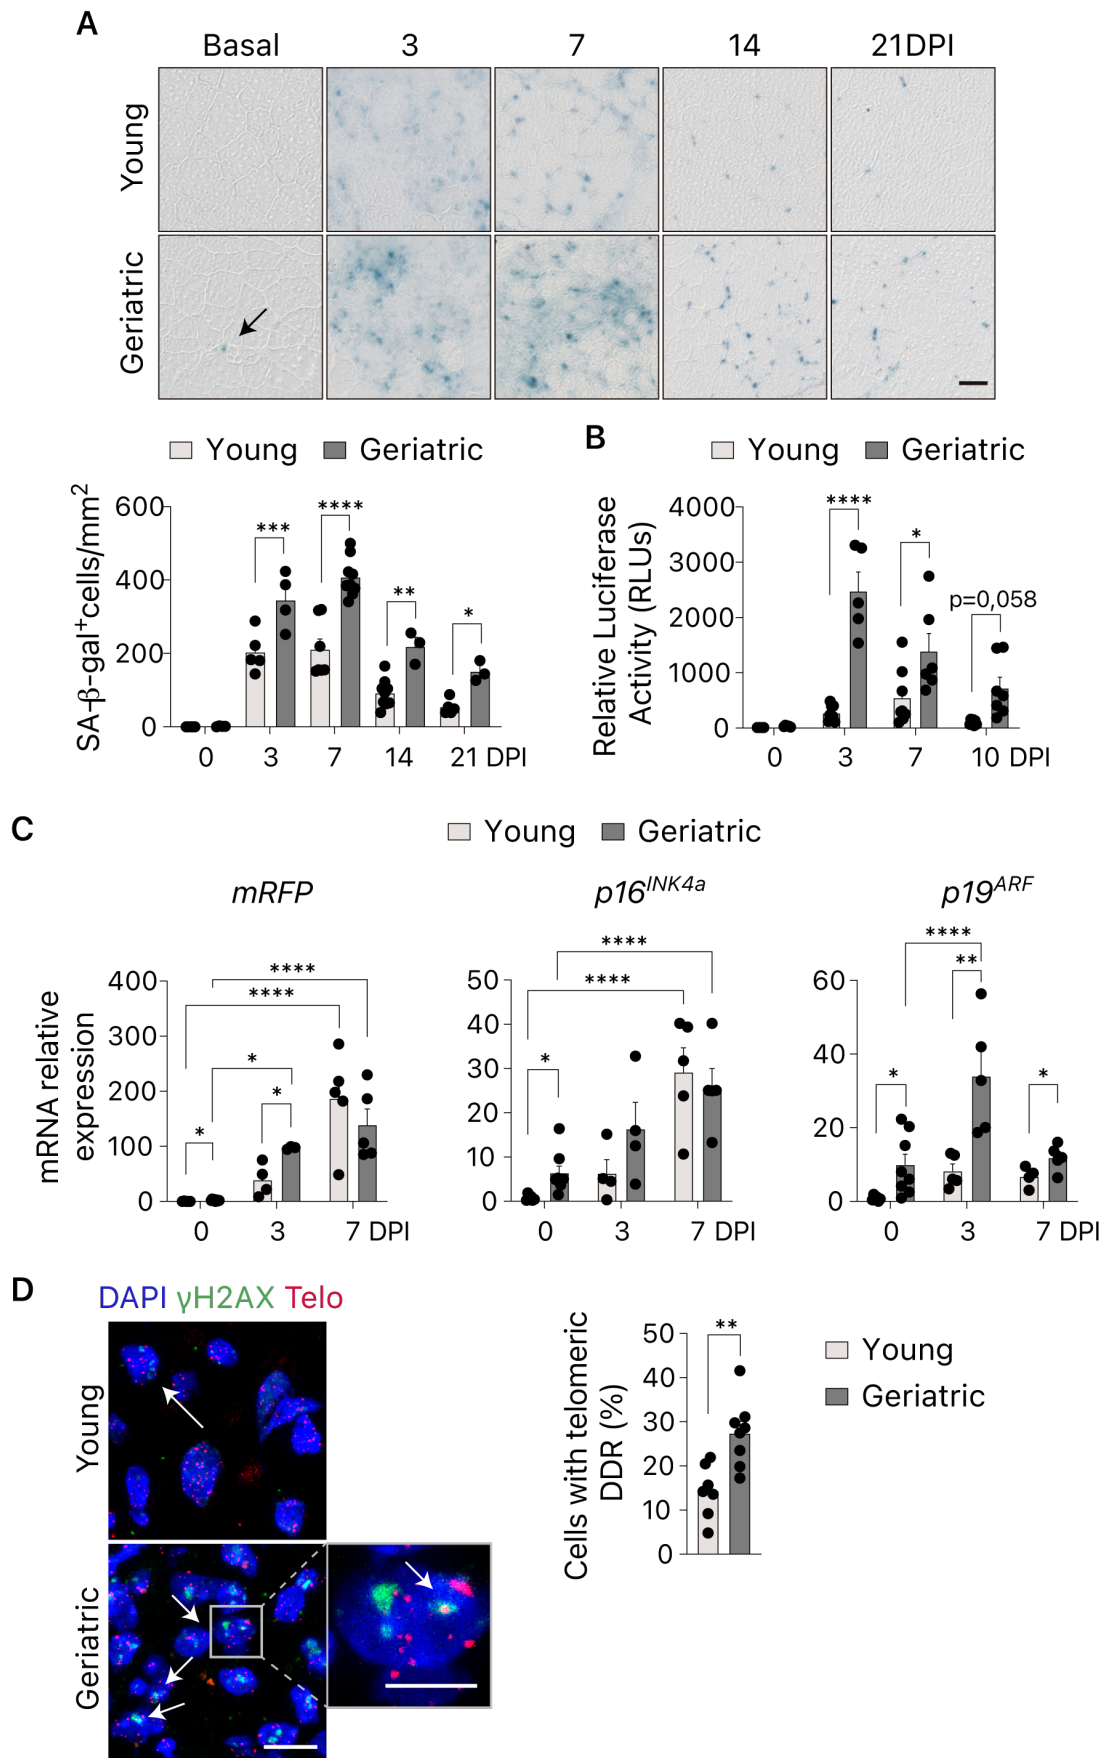 A
Basal 3 7 14 21DPI
Young
Geriatric
Young Geriatric
SA-β-gal⁺cells/mm²
600
400
200
0
*** **** ** *
0 3 7 14 21 DPI
B
Young Geriatric
Relative Luciferase
Activity (RLUs)
4000
3000
2000
1000
0
**** * p=0,058
0 3 7 10 DPI
C
Young Geriatric
mRFP
mRNA relative
expression
400
300
200
100
0
****
****
*
*
*
0 3 7 DPI
p16^INK4a
50
40
30
20
10
0
****
****
*
0 3 7 DPI
p19^ARF
60
40
20
0
****
**
* *
0 3 7 DPI
D
DAPI γH2AX Telo
Young
Geriatric
Cells with telomeric
DDR (%)
50
40
30
20
10
0
**
Young
Geriatric